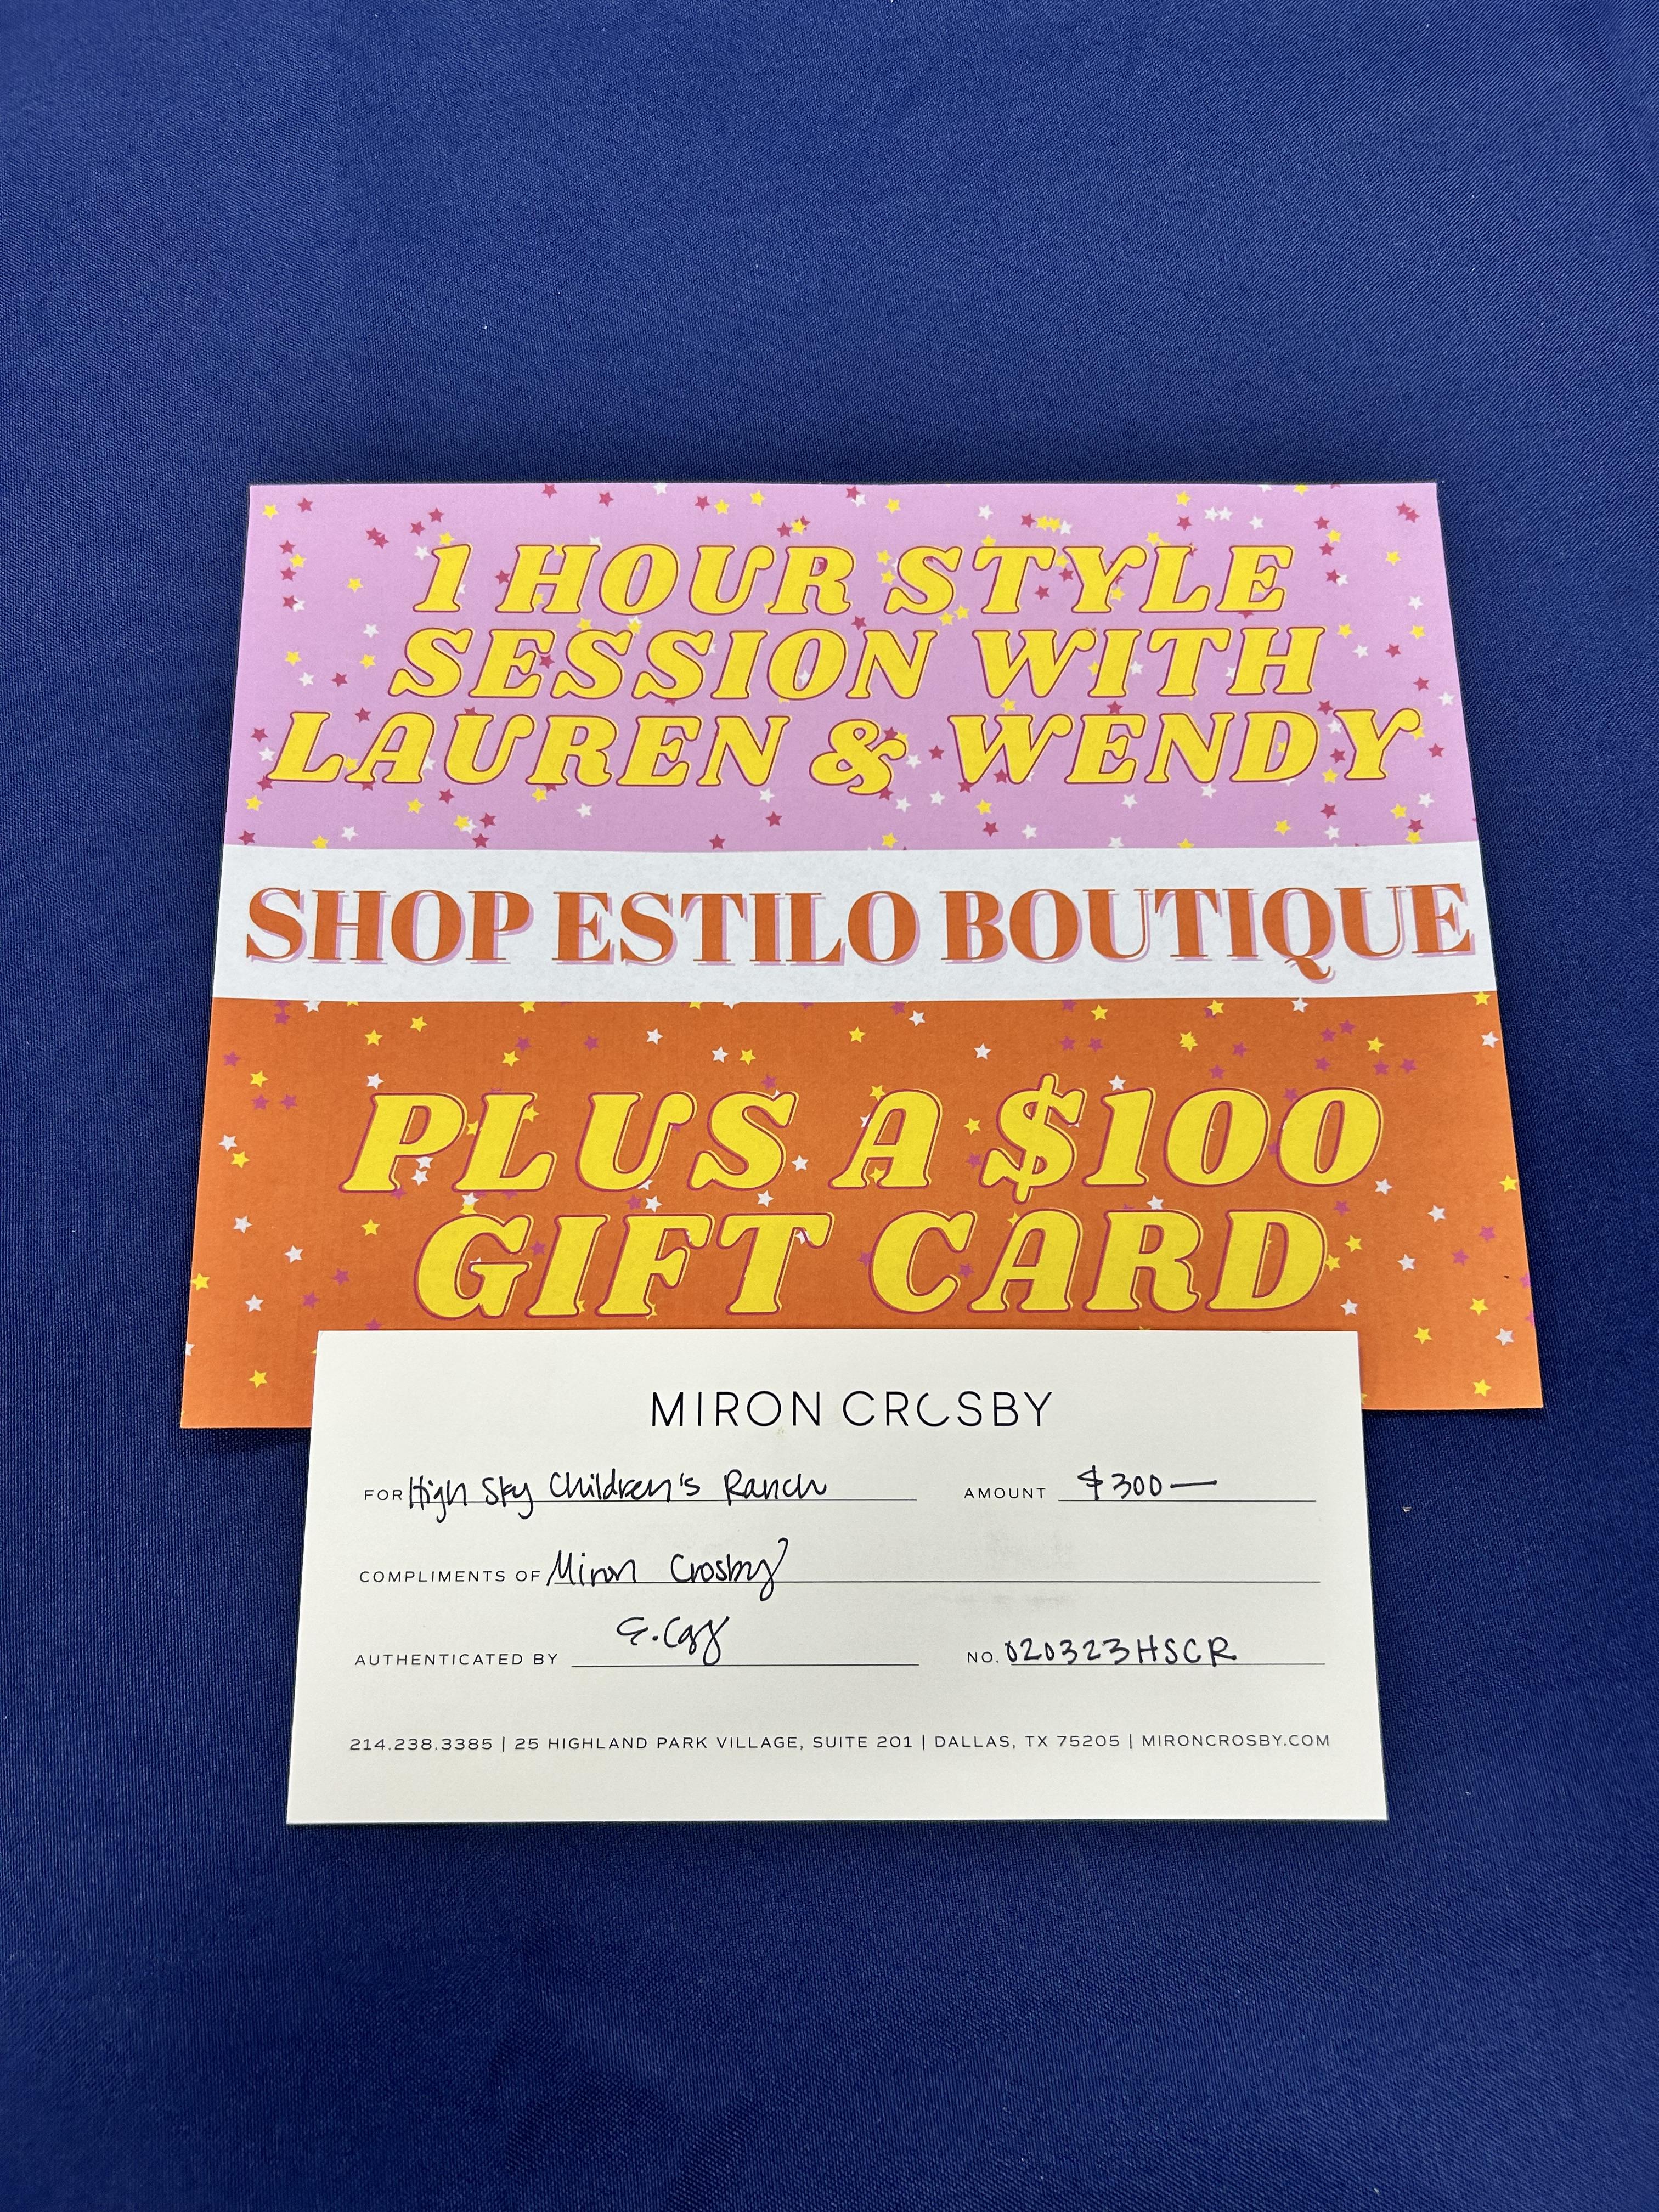 1 HOUR STYLE
SESSION WITH
LAUREN & WENDY
SHOP ESTILO BOUTIQUE
PLUS A $100
GIFT CARD
MIRON CROSBY
FOR High Sky Children's Ranch AMOUNT $300—
COMPLIMENTS OF Miron Crosby
AUTHENTICATED BY NO. 020323HSCR
214.238.3385 | 25 HIGHLAND PARK VILLAGE, SUITE 201 | DALLAS, TX 75205 | MIRONCROSBY.COM